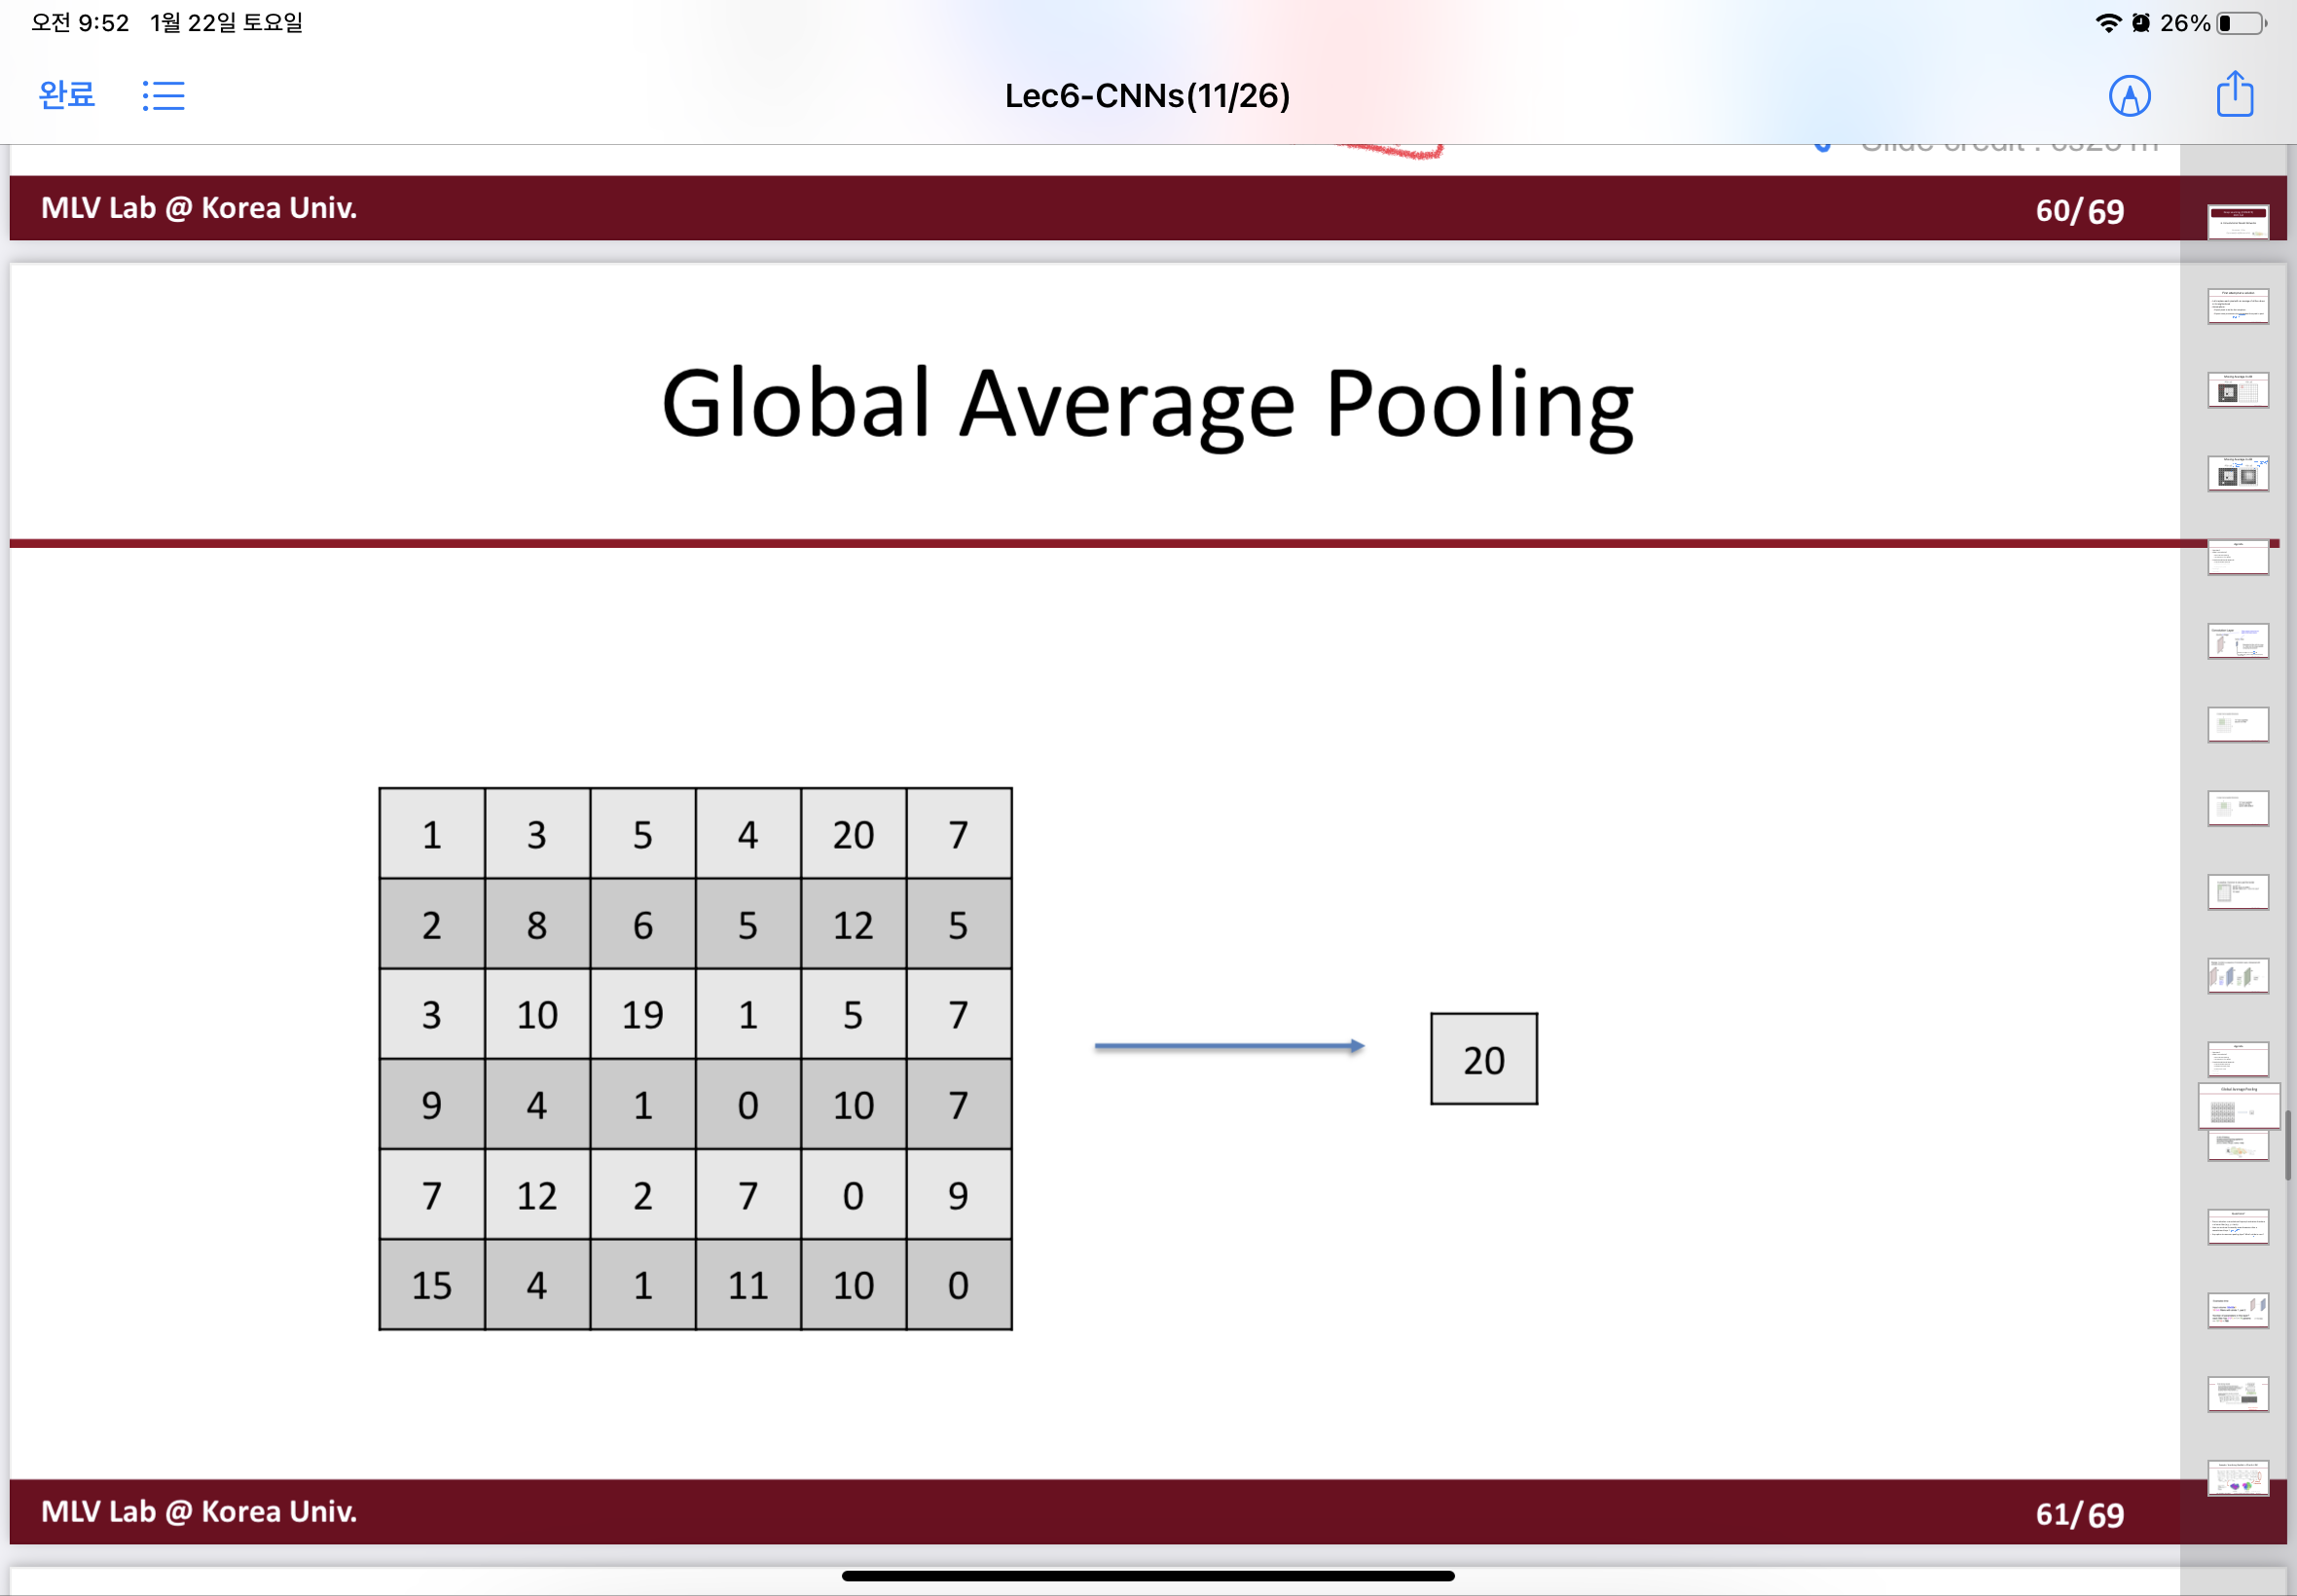 오전 9:52 1월 22일 토요일 26%
완료 Lec6-CNNs(11/26)
MLV Lab @ Korea Univ. 60/69
Global Average Pooling
1 3 5 4 20 7
2 8 6 5 12 5
3 10 19 1 5 7
20
9 4 1 0 10 7
7 12 2 7 0 9
15 4 1 11 10 0
MLV Lab @ Korea Univ. 61/69